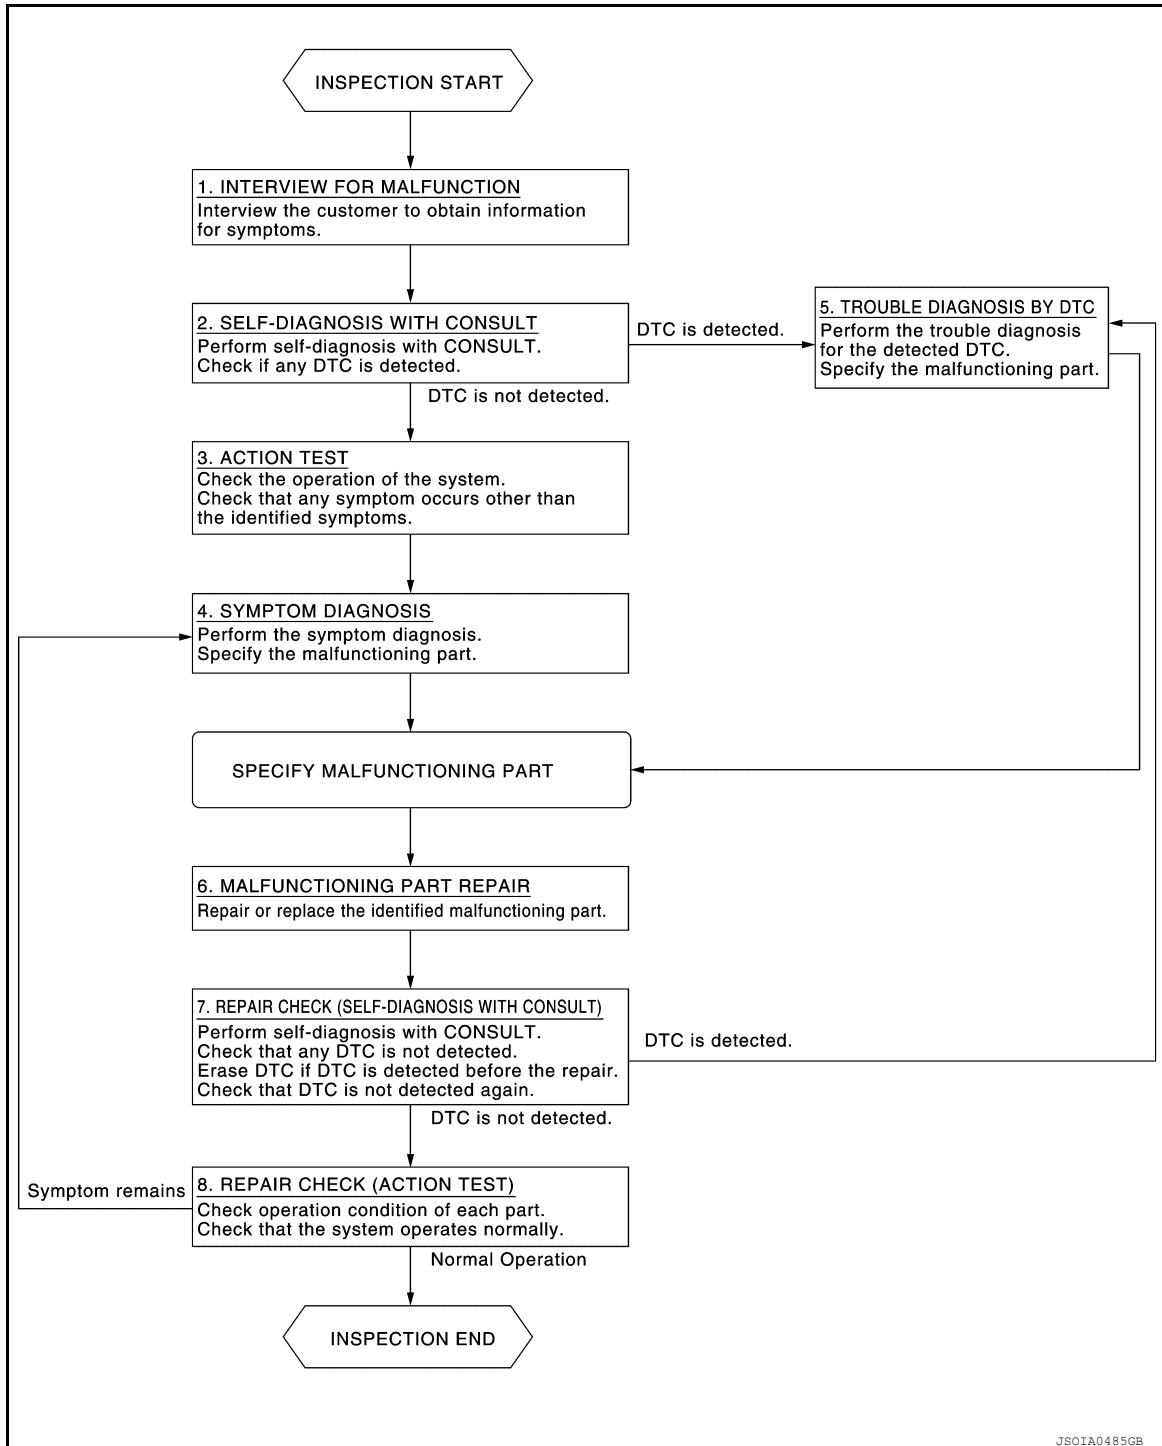 INSPECTION START
1. INTERVIEW FOR MALFUNCTION
Interview the customer to obtain information
for symptoms.
2. SELF-DIAGNOSIS WITH CONSULT
Perform self-diagnosis with CONSULT.
Check if any DTC is detected.
DTC is detected.
5. TROUBLE DIAGNOSIS BY DTC
Perform the trouble diagnosis
for the detected DTC.
Specify the malfunctioning part.
DTC is not detected.
3. ACTION TEST
Check the operation of the system.
Check that any symptom occurs other than
the identified symptoms.
4. SYMPTOM DIAGNOSIS
Perform the symptom diagnosis.
Specify the malfunctioning part.
SPECIFY MALFUNCTIONING PART
6. MALFUNCTIONING PART REPAIR
Repair or replace the identified malfunctioning part.
7. REPAIR CHECK (SELF-DIAGNOSIS WITH CONSULT)
Perform self-diagnosis with CONSULT.
Check that any DTC is not detected.
Erase DTC if DTC is detected before the repair.
Check that DTC is not detected again.
DTC is detected.
DTC is not detected.
Symptom remains
8. REPAIR CHECK (ACTION TEST)
Check operation condition of each part.
Check that the system operates normally.
Normal Operation
INSPECTION END
JSOIA0485GB